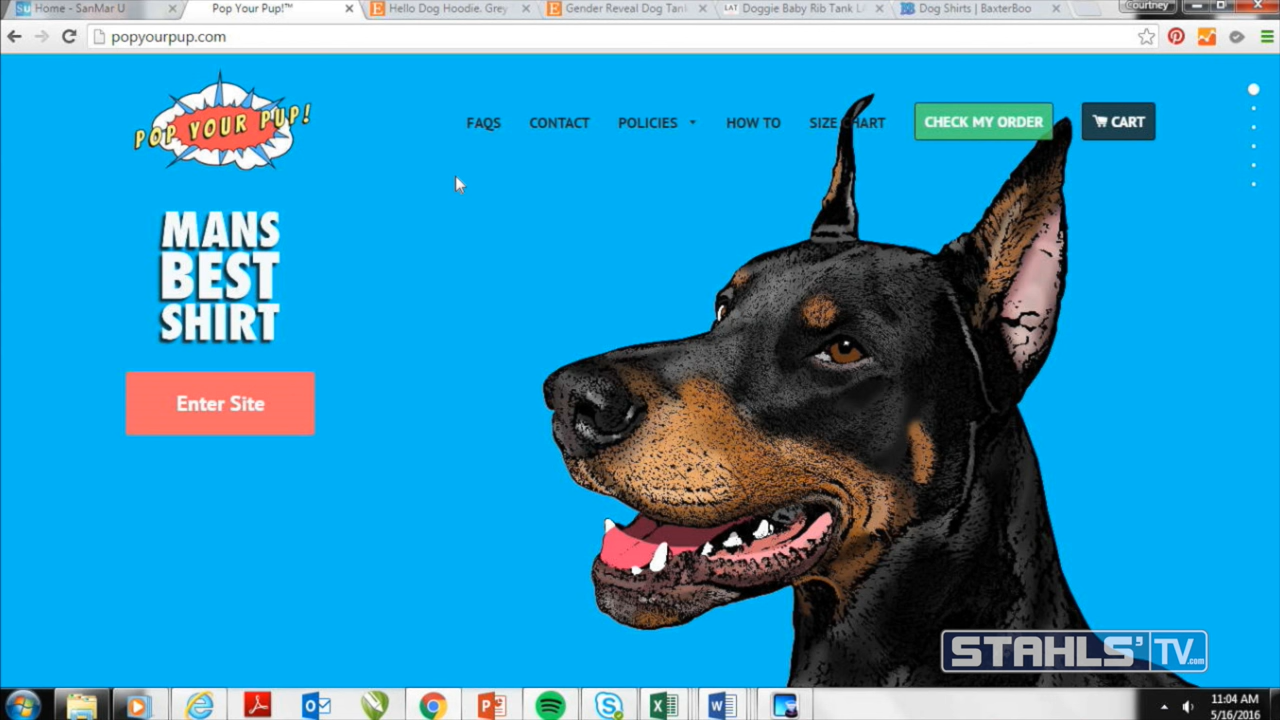 Home - SanMar U
Pop Your Pup!™
Hello Dog Hoodie. Grey
Gender Reveal Dog Tank
LAT
Doggie Baby Rib Tank L
Dog Shirts | BaxterBoo
Courtney
popyourpup.com
POP YOUR PUP!
FAQS
CONTACT
POLICIES
HOW TO
SIZE CHART
CHECK MY ORDER
CART
MANS
BEST
SHIRT
Enter Site
STAHLS' TV.com
11:04 AM
5/16/2016